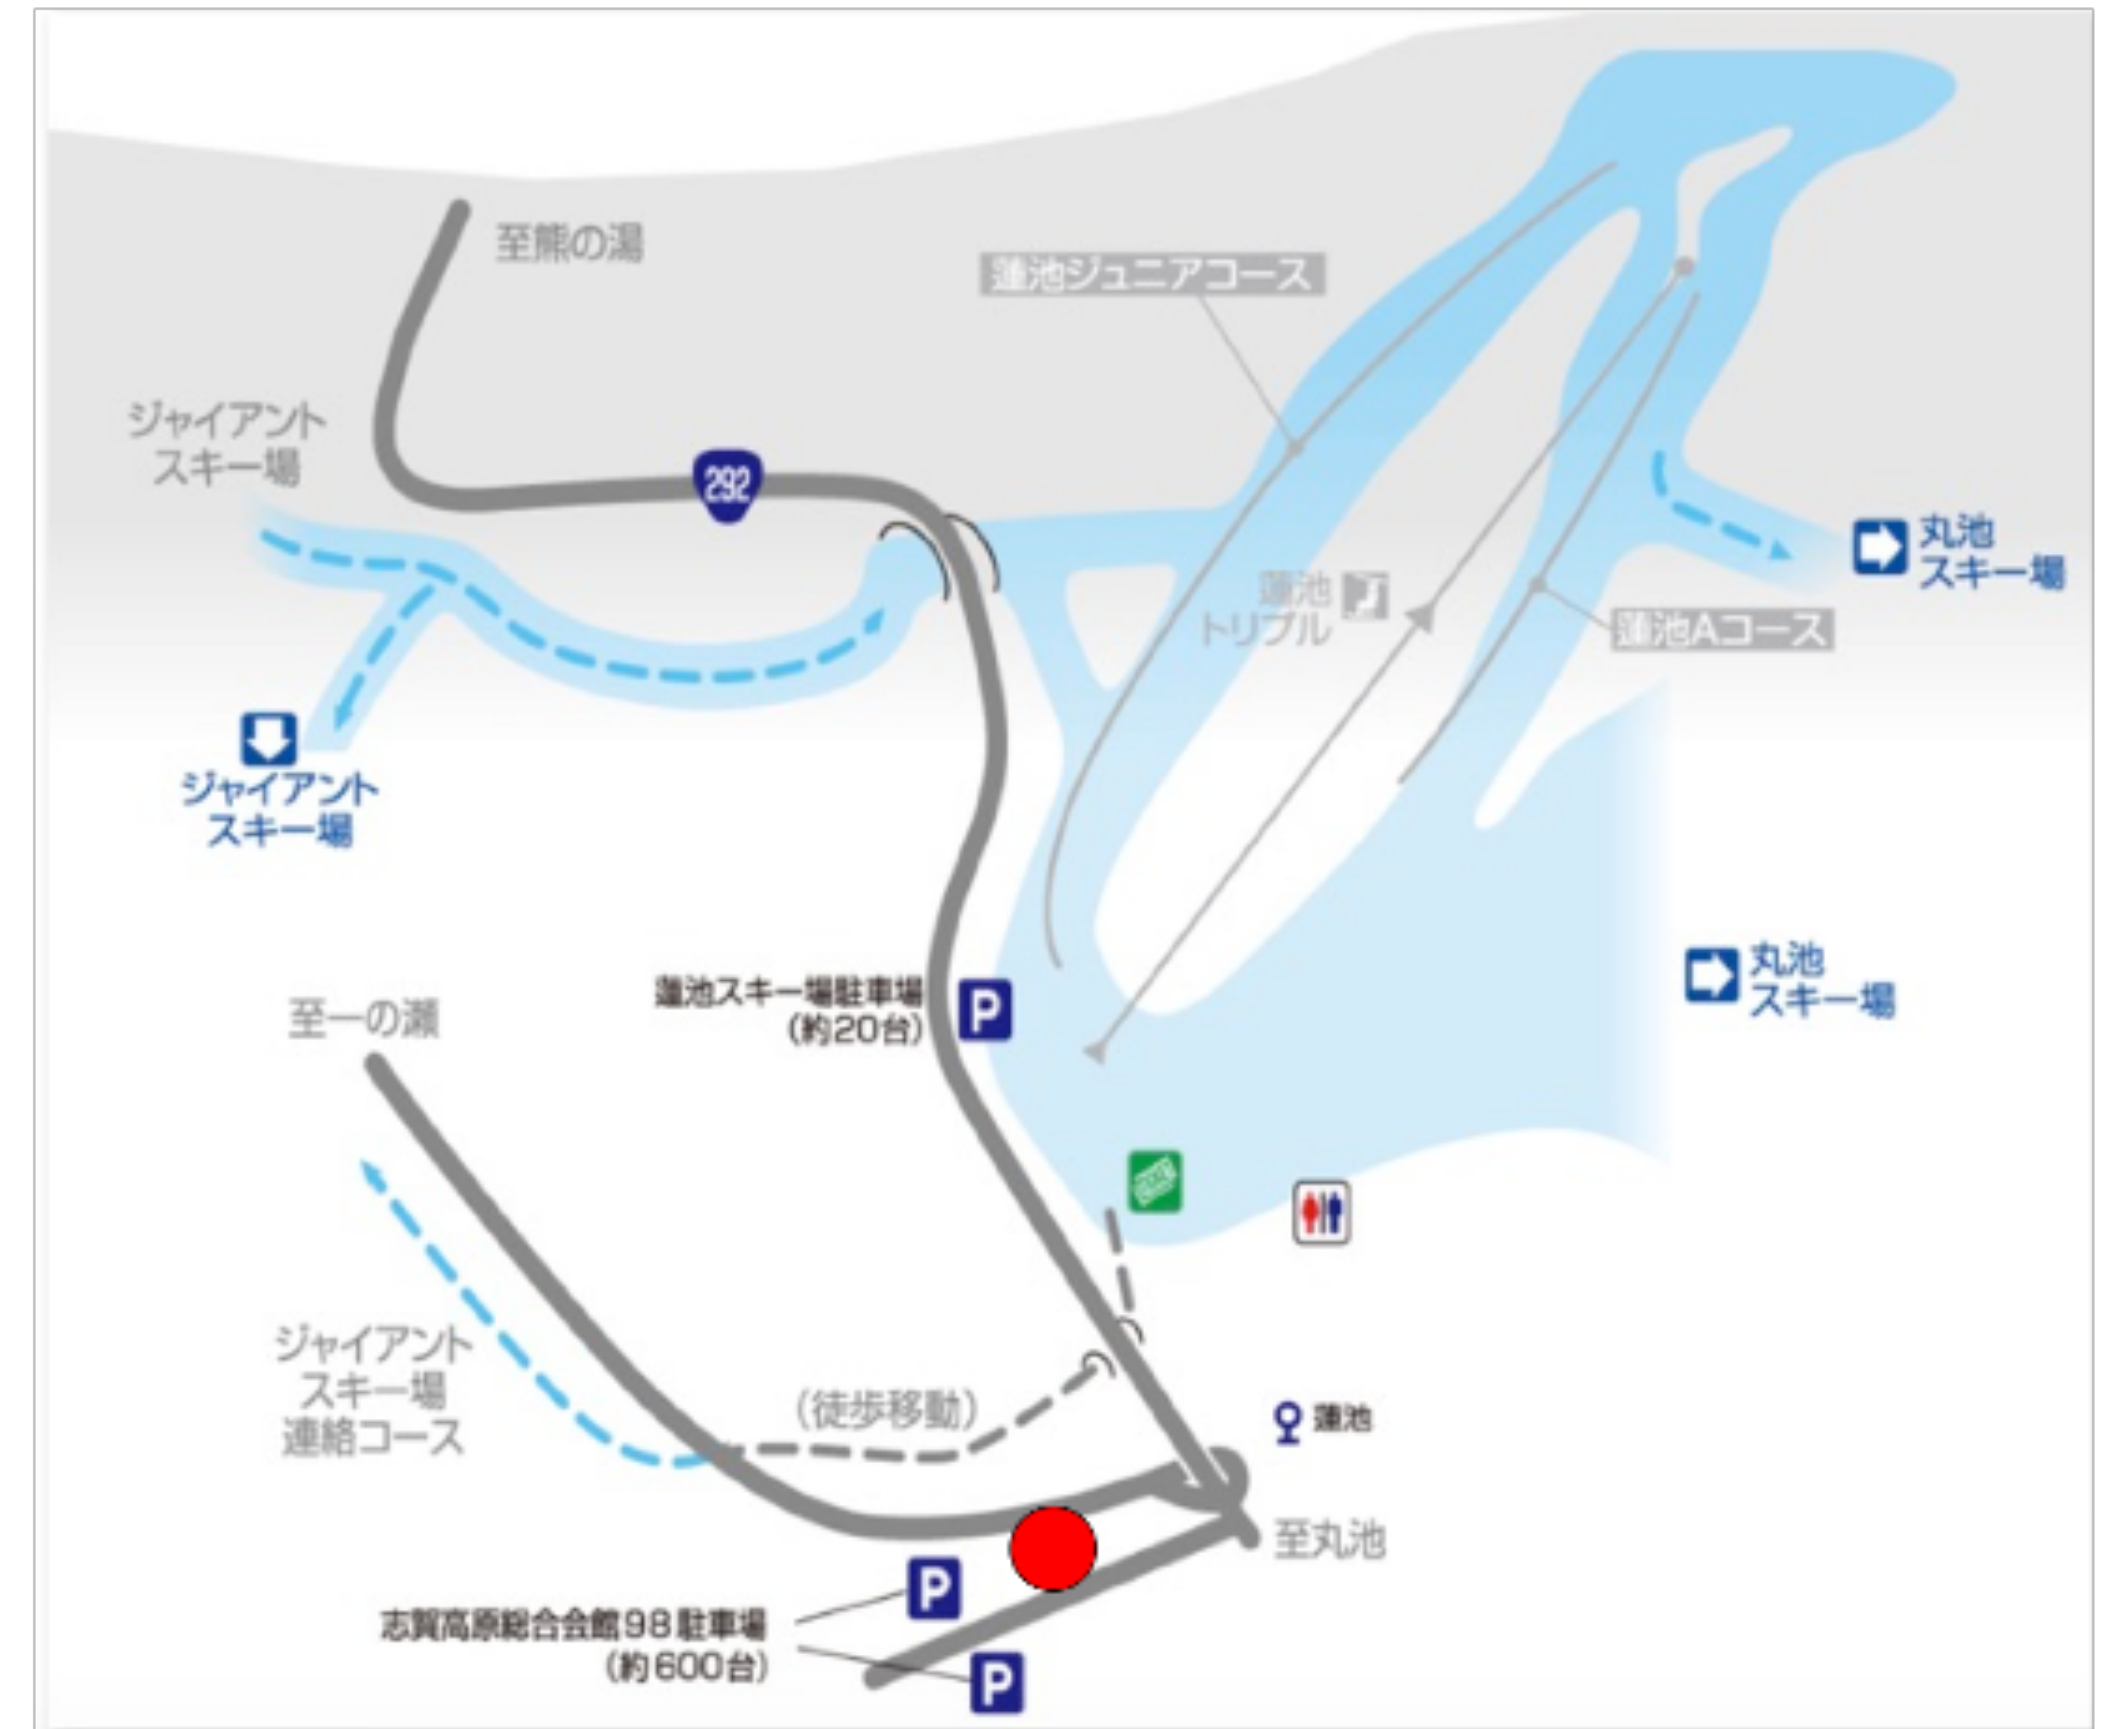 至熊の湯
蓮池ジュニアコース
ジャイアント
スキー場
292
丸池
スキー場
蓮池
トリプル
蓮池Aコース
ジャイアント
スキー場
丸池
スキー場
蓮池スキー場駐車場
(約20台)
P
至一の瀬
ジャイアント
スキー場
連絡コース
(徒歩移動)
蓮池
至丸池
P
志賀高原総合会館98駐車場
(約600台)
P